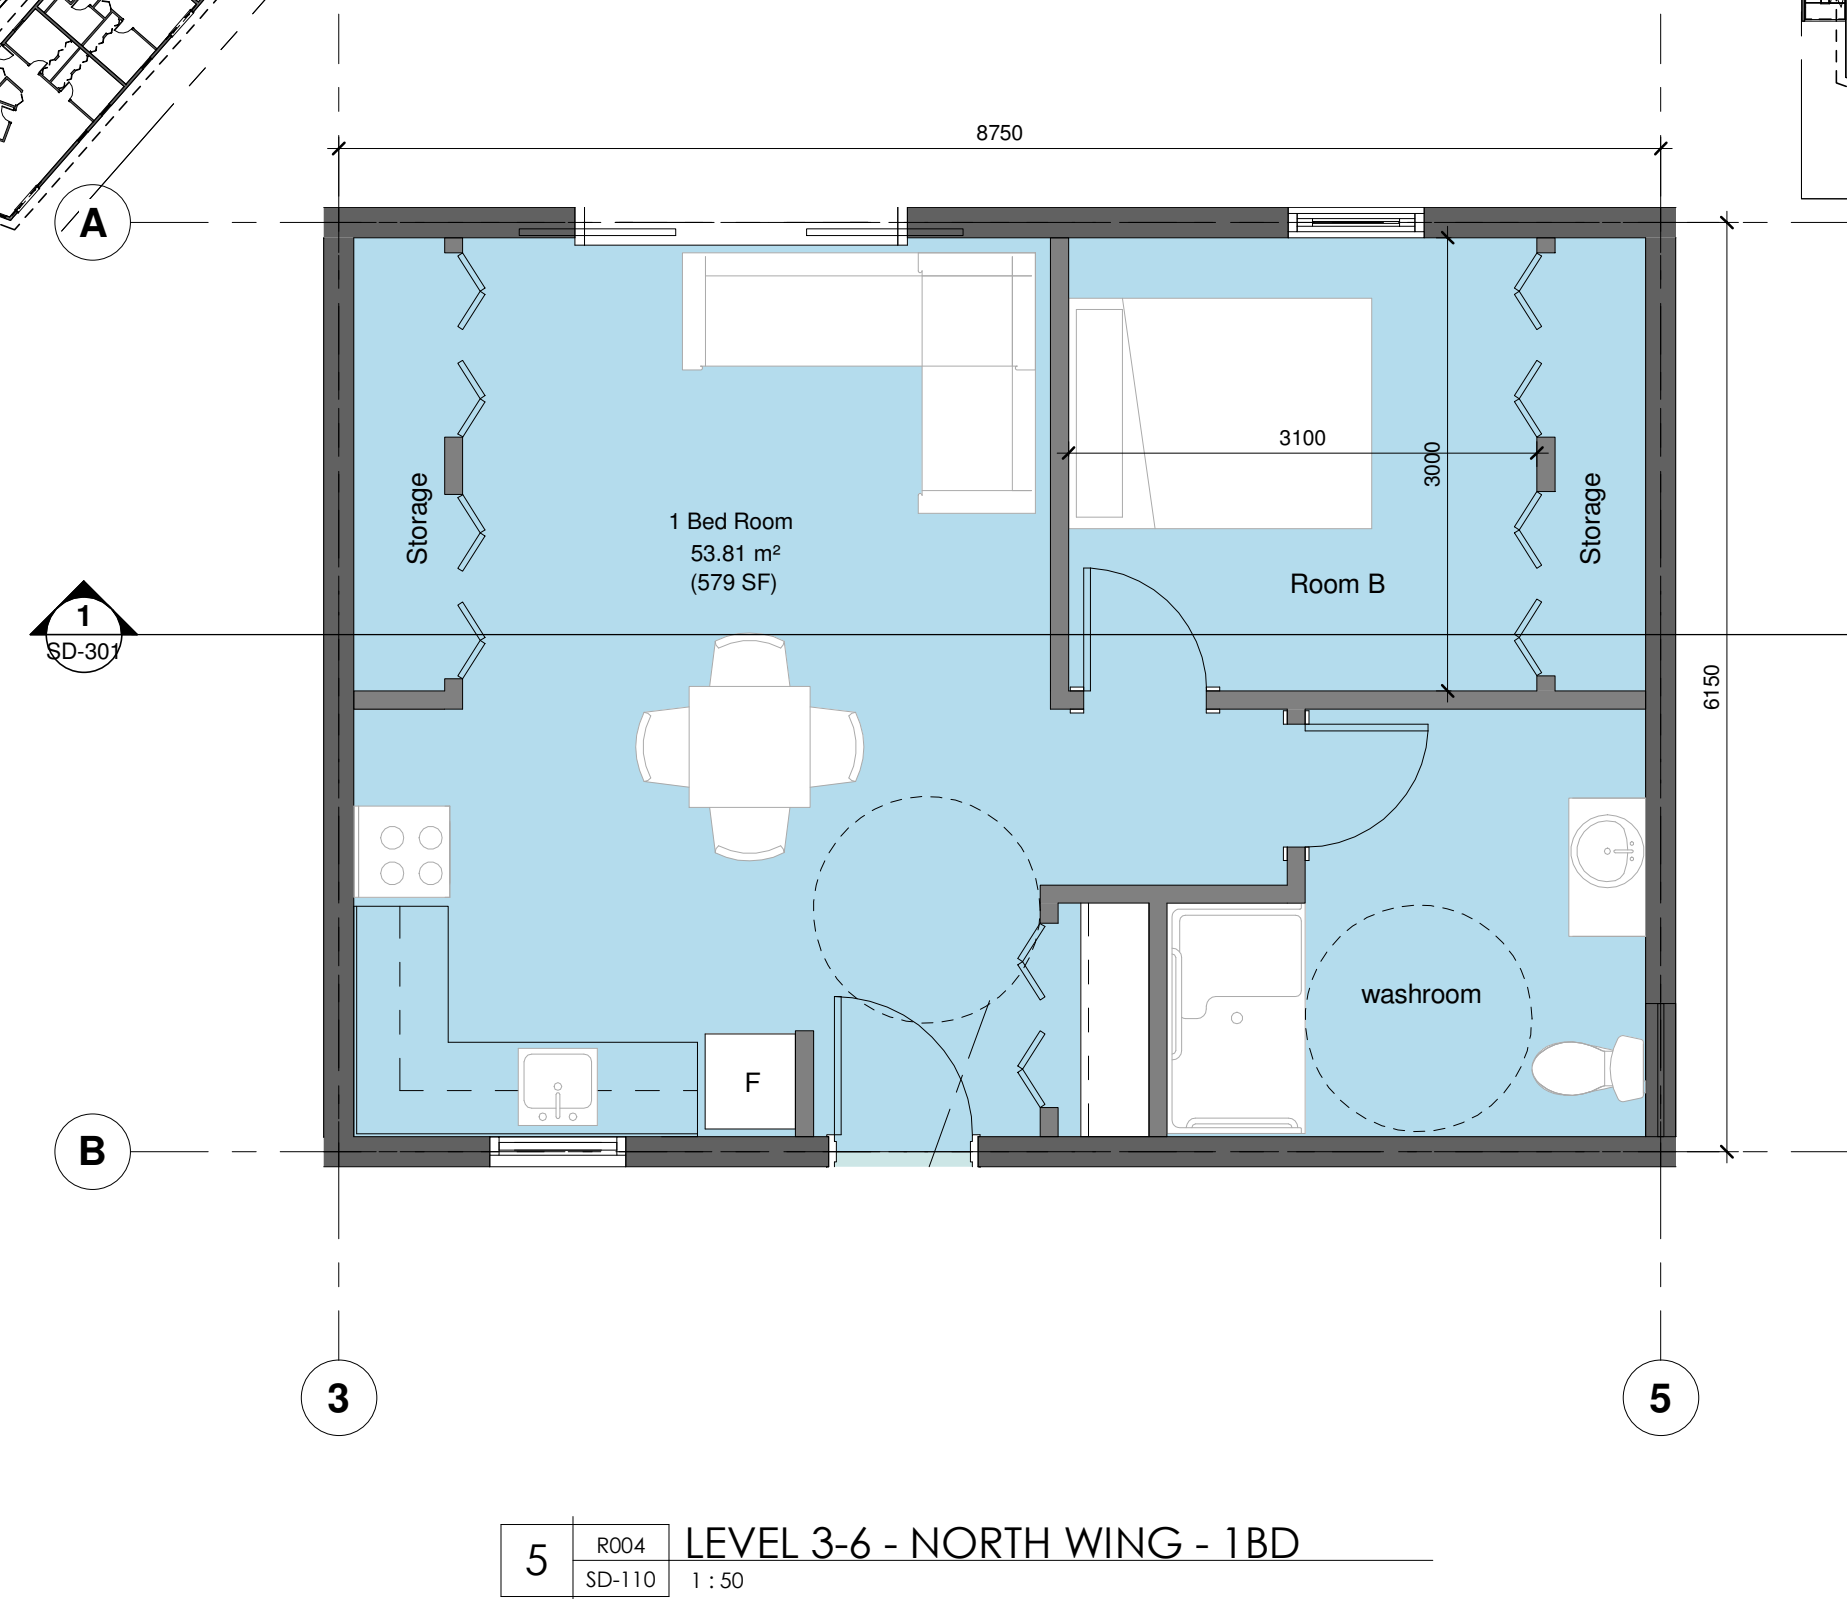 8750
A
3100
3000
Storage
Storage
1 Bed Room
53.81 m²
(579 SF)
Room B
1
SD-301
6150
washroom
F
B
3
5
5
R004
SD-110
LEVEL 3-6 - NORTH WING - 1BD
1 : 50